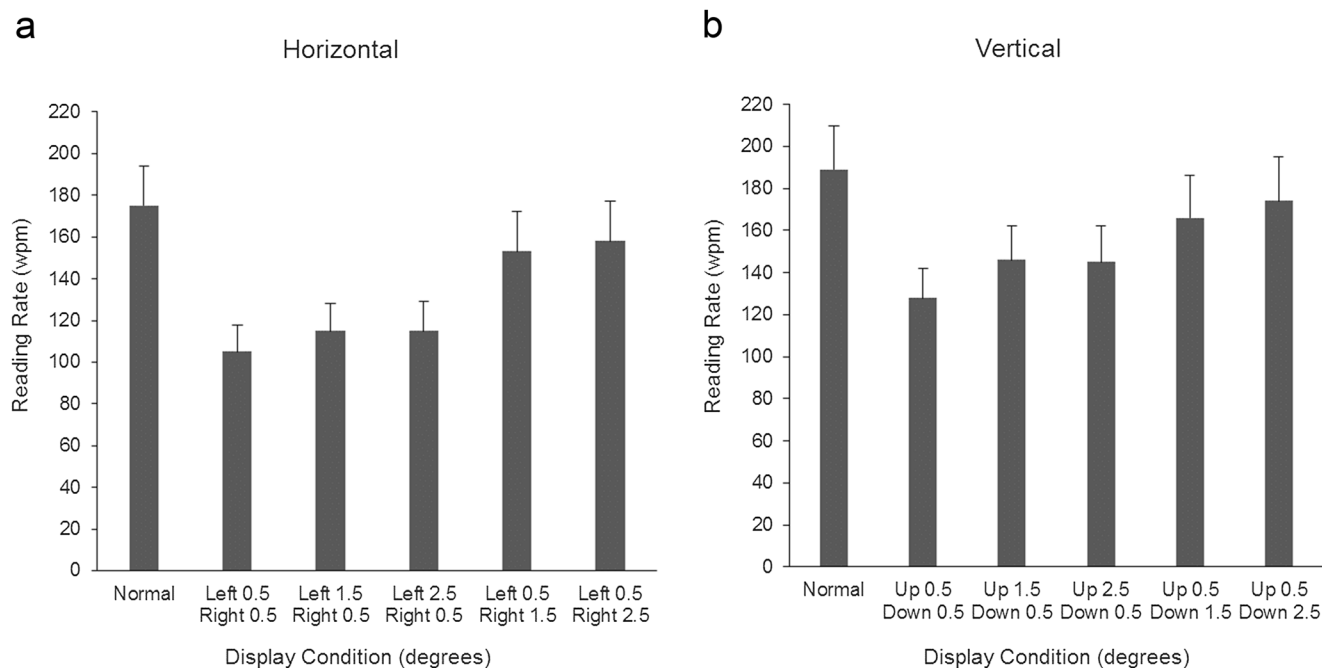 a
Horizontal
Reading Rate (wpm)
220
200
180
160
140
120
100
80
60
40
20
0
Normal
Left 0.5
Right 0.5
Left 1.5
Right 0.5
Left 2.5
Right 0.5
Left 0.5
Right 1.5
Left 0.5
Right 2.5
Display Condition (degrees)
b
Vertical
Reading Rate (wpm)
220
200
180
160
140
120
100
80
60
40
20
0
Normal
Up 0.5
Down 0.5
Up 1.5
Down 0.5
Up 2.5
Down 0.5
Up 0.5
Down 1.5
Up 0.5
Down 2.5
Display Condition (degrees)